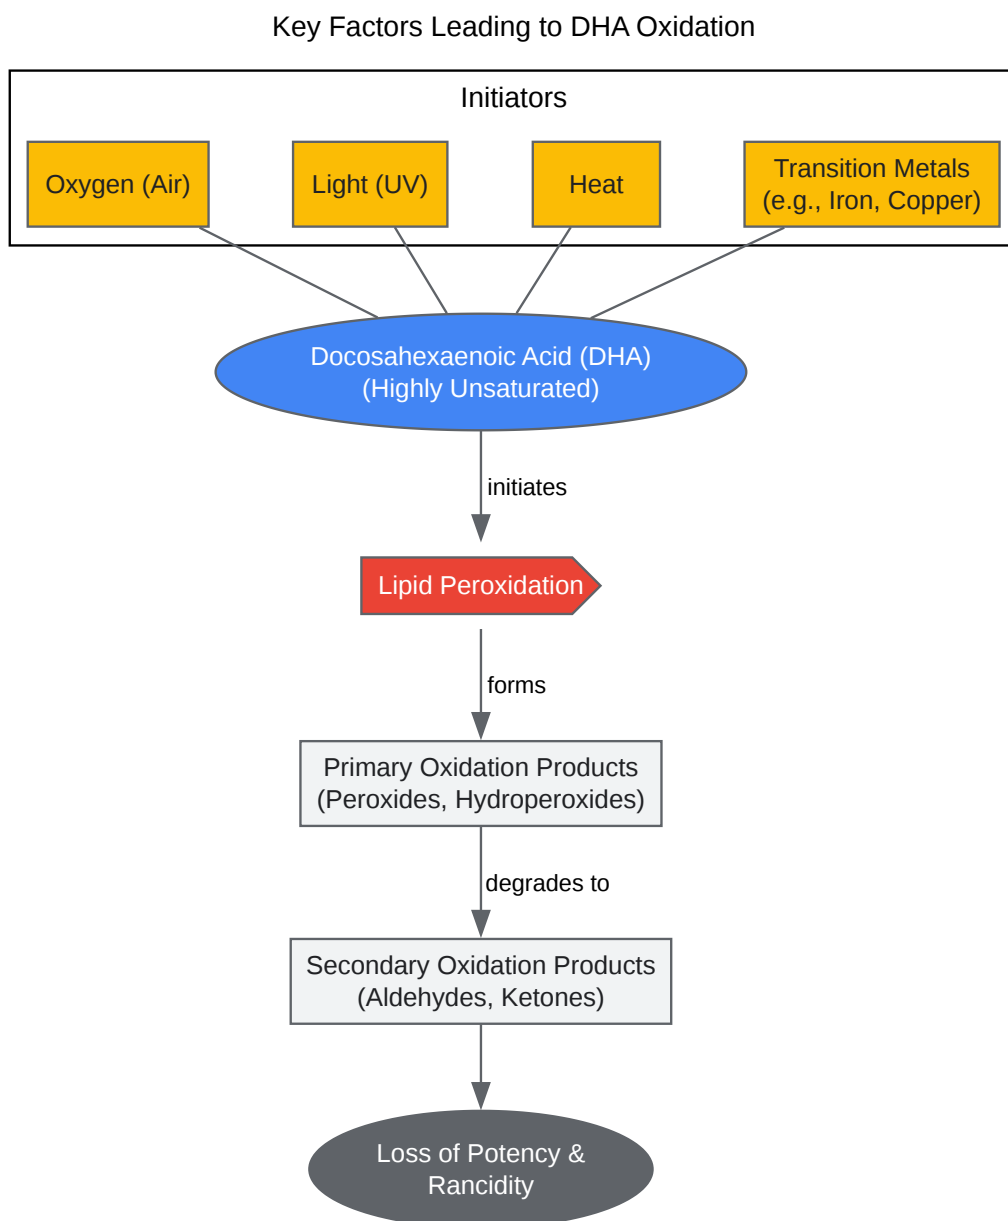 Key Factors Leading to DHA Oxidation
Initiators
Oxygen (Air)
Light (UV)
Heat
Transition Metals
(e.g., Iron, Copper)
Docosahexaenoic Acid (DHA)
(Highly Unsaturated)
initiates
Lipid Peroxidation
forms
Primary Oxidation Products
(Peroxides, Hydroperoxides)
degrades to
Secondary Oxidation Products
(Aldehydes, Ketones)
Loss of Potency &
Rancidity